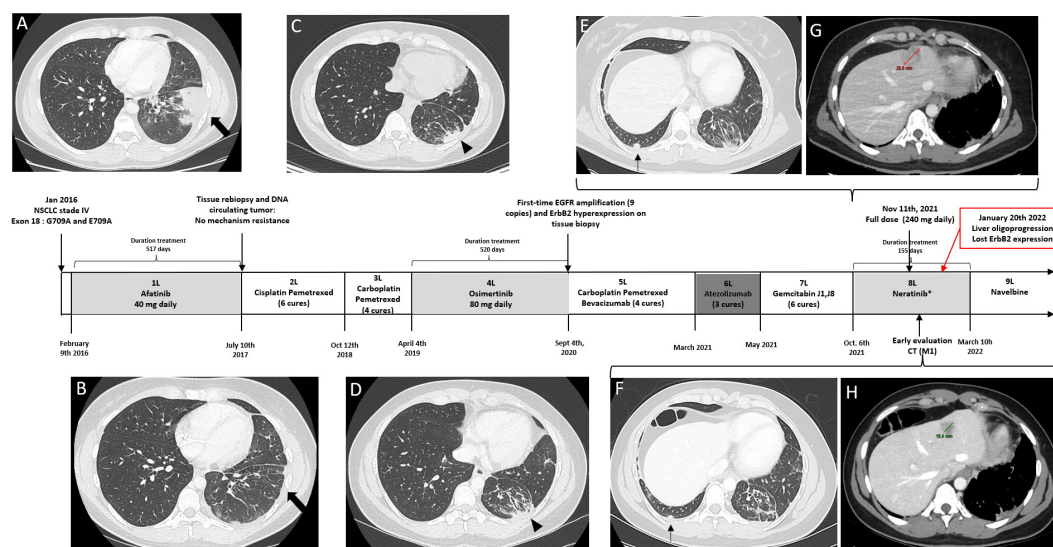 A
C
E
G
28.8 mm
Jan 2016
NSCLC stade IV
Exon 18 : G709A and E709A
Tissue rebiopsy and DNA
circulating tumor:
No mechanism resistance
First-time EGFR amplification (9
copies) and ErbB2 hyperexpression on
tissue biopsy
Nov 11th, 2021
Full dose (240 mg daily)
January 20th 2022
Liver oligoprogression
Lost ErbB2 expression
Duration treatment
517 days
Duration treatment
520 days
Duration treatment
155 days
1L
Afatinib
40 mg daily
2L
Cisplatin Pemetrexed
(6 cures)
3L
Carboplatin
Pemetrexed
(4 cures)
4L
Osimertinib
80 mg daily
5L
Carboplatin Pemetrexed
Bevacizumab (4 cures)
6L
Atezolizumab
(3 cures)
7L
Gemcitabin J1,J8
(6 cures)
8L
Neratinib*
9L
Navelbine
February
9th 2016
July 10th
2017
Oct 12th
2018
April 4th
2019
Sept 4th,
2020
March 2021
May 2021
Oct. 6th
2021
Early evaluation
CT (M1)
March 10h
2022
B
D
F
H